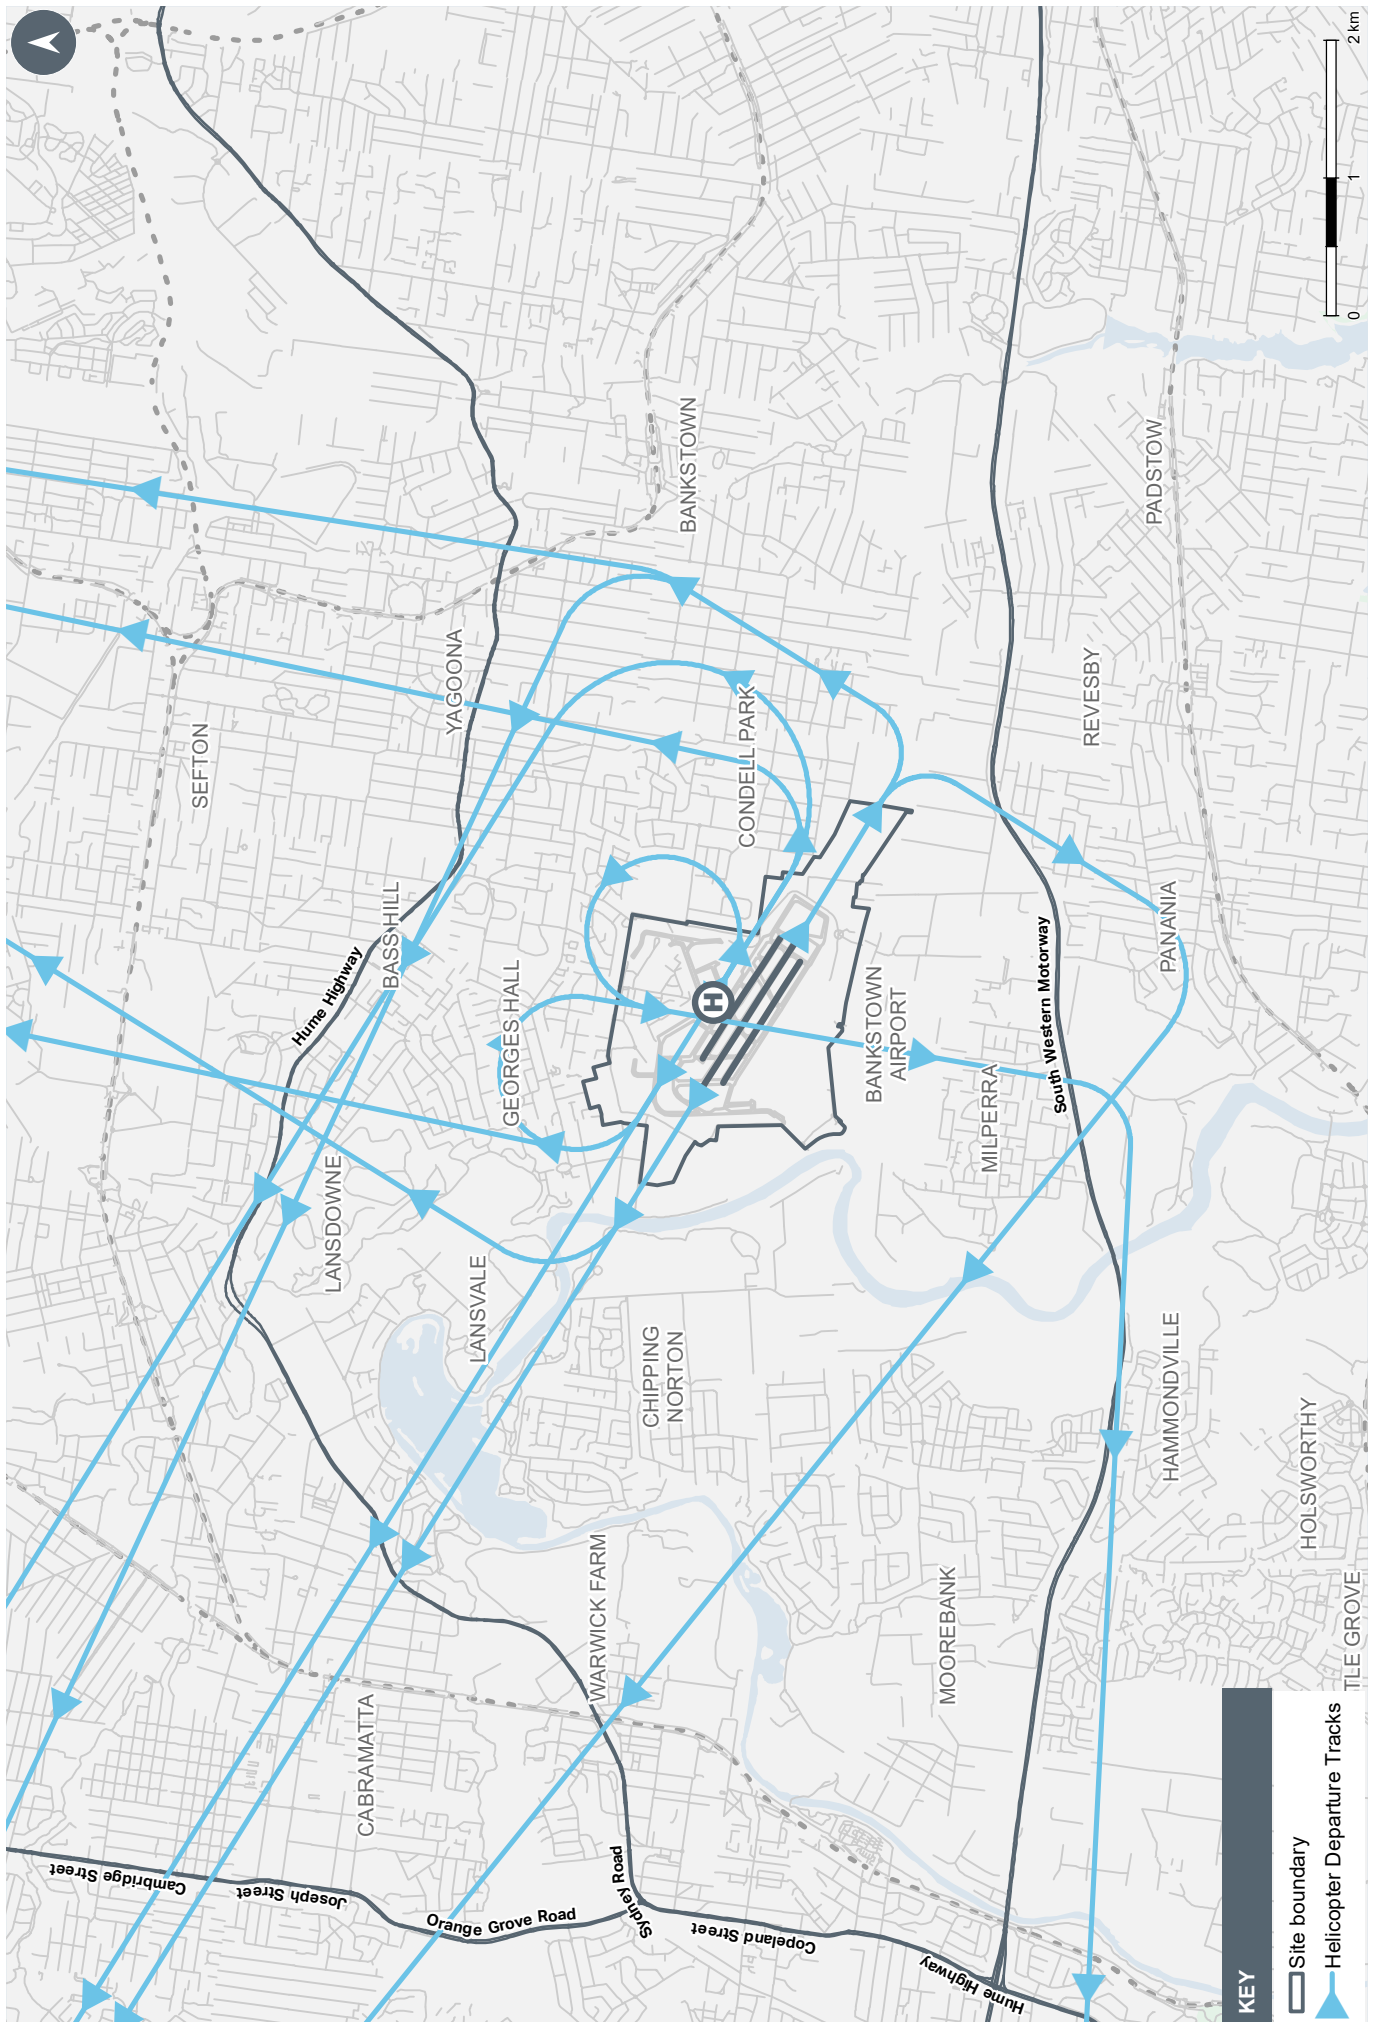 SEFTON
YAGOONA
BANKSTOWN
CONDELL PARK
PADSTOW
REVESBY
PANANIA
Hume Highway
BASS HILL
GEORGES HALL
H
BANKSTOWN
AIRPORT
MILPERRA
South Western Motorway
LANSDOWNE
LANSVALE
CHIPPING
NORTON
HAMMONDVILLE
HOLSWORTHY
TLE GROVE
WARWICK FARM
MOOREBANK
CABRAMATTA
Cambridge Street
Joseph Street
Orange Grove Road
Sydney Road
Copeland Street
Hume Highway
0
1
2 km
KEY
Site boundary
Helicopter Departure Tracks